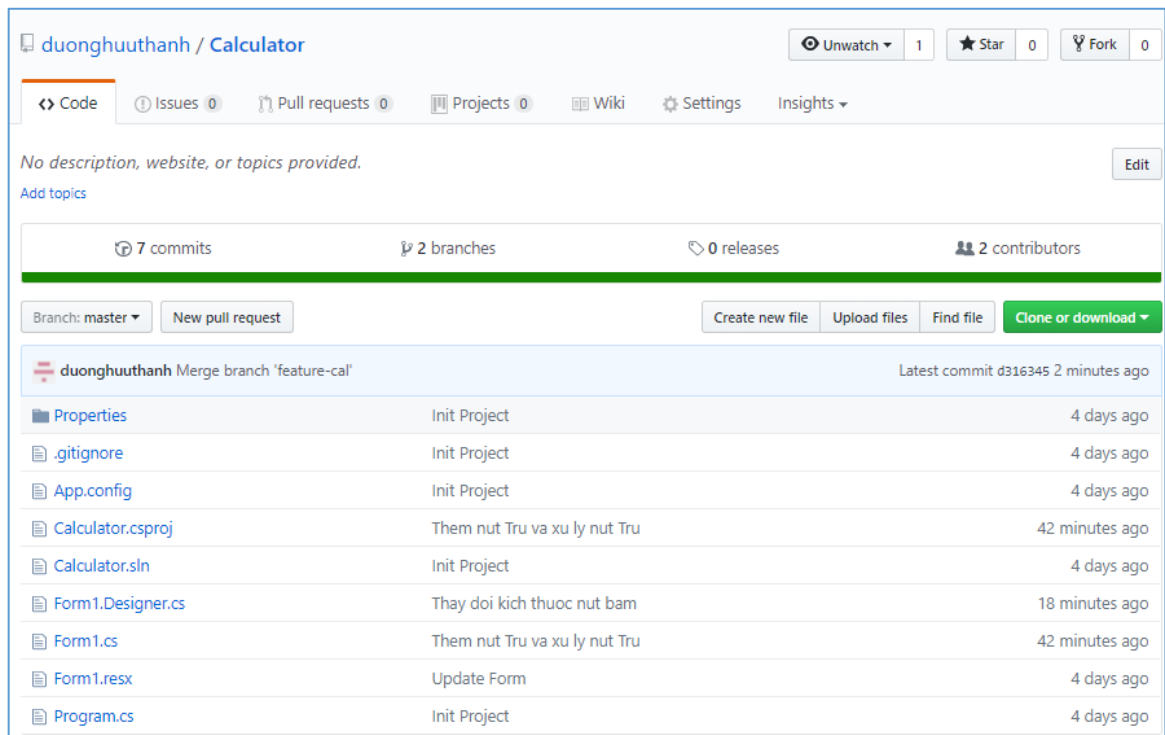 duonghuuthanh / Calculator Unwatch 1 Star 0 Fork 0
Code Issues 0 Pull requests 0 Projects 0 Wiki Settings Insights
No description, website, or topics provided. Edit
Add topics
7 commits 2 branches 0 releases 2 contributors
Branch: master New pull request Create new file Upload files Find file Clone or download
duonghuuthanh Merge branch 'feature-cal' Latest commit d316345 2 minutes ago
Properties Init Project 4 days ago
.gitignore Init Project 4 days ago
App.config Init Project 4 days ago
Calculator.csproj Them nut Tru va xu ly nut Tru 42 minutes ago
Calculator.sln Init Project 4 days ago
Form1.Designer.cs Thay doi kich thuoc nut bam 18 minutes ago
Form1.cs Them nut Tru va xu ly nut Tru 42 minutes ago
Form1.resx Update Form 4 days ago
Program.cs Init Project 4 days ago